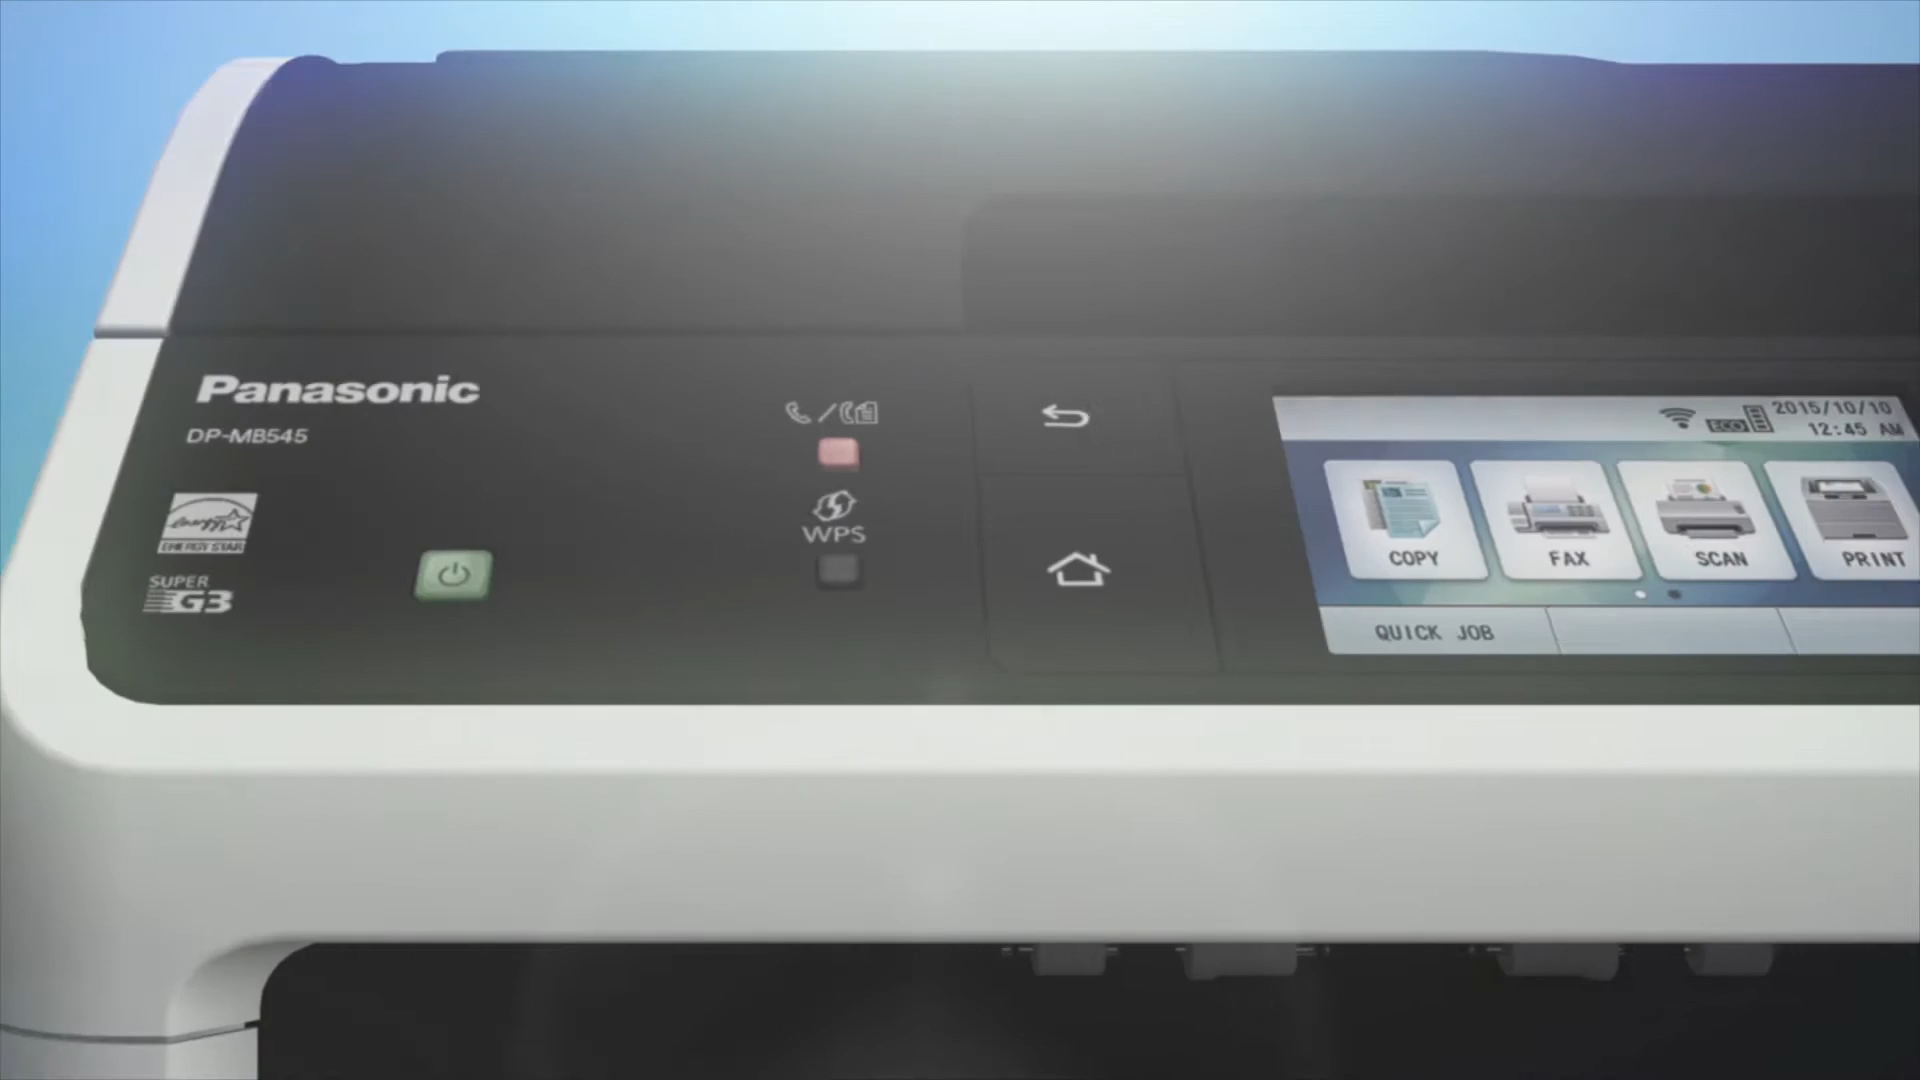 Panasonic
DP-MB545
energy
ENERGY STAR
SUPER
G3
WPS
2015/10/10
ECO
12:45 AM
COPY
FAX
SCAN
PRINT
QUICK JOB